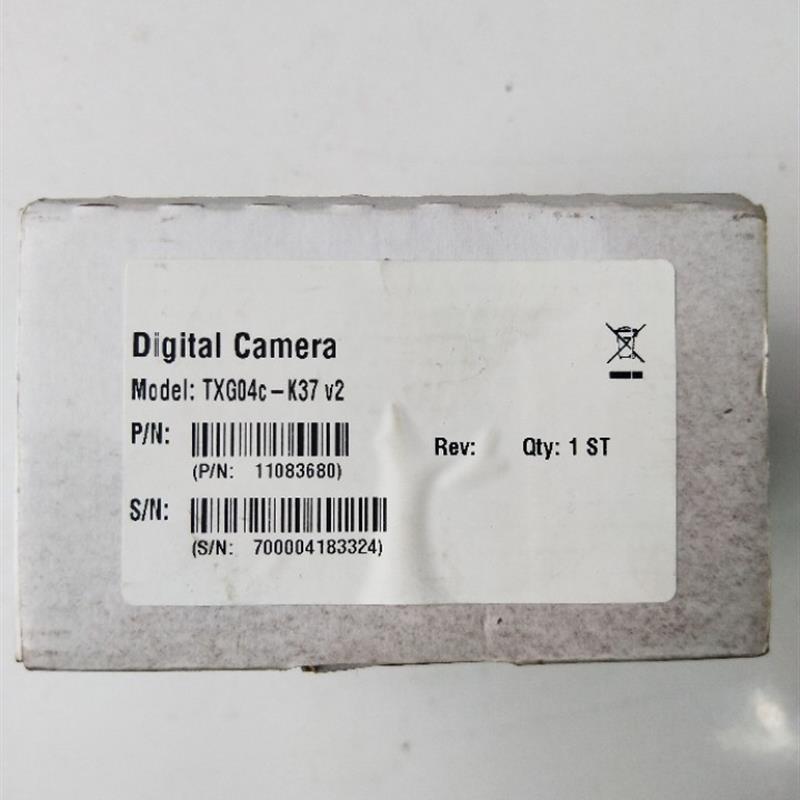 Digital Camera
Model: TXG04c-K37 v2
P/N:
(P/N: 11083680)
Rev: Qty: 1 ST
S/N:
(S/N: 700004183324)